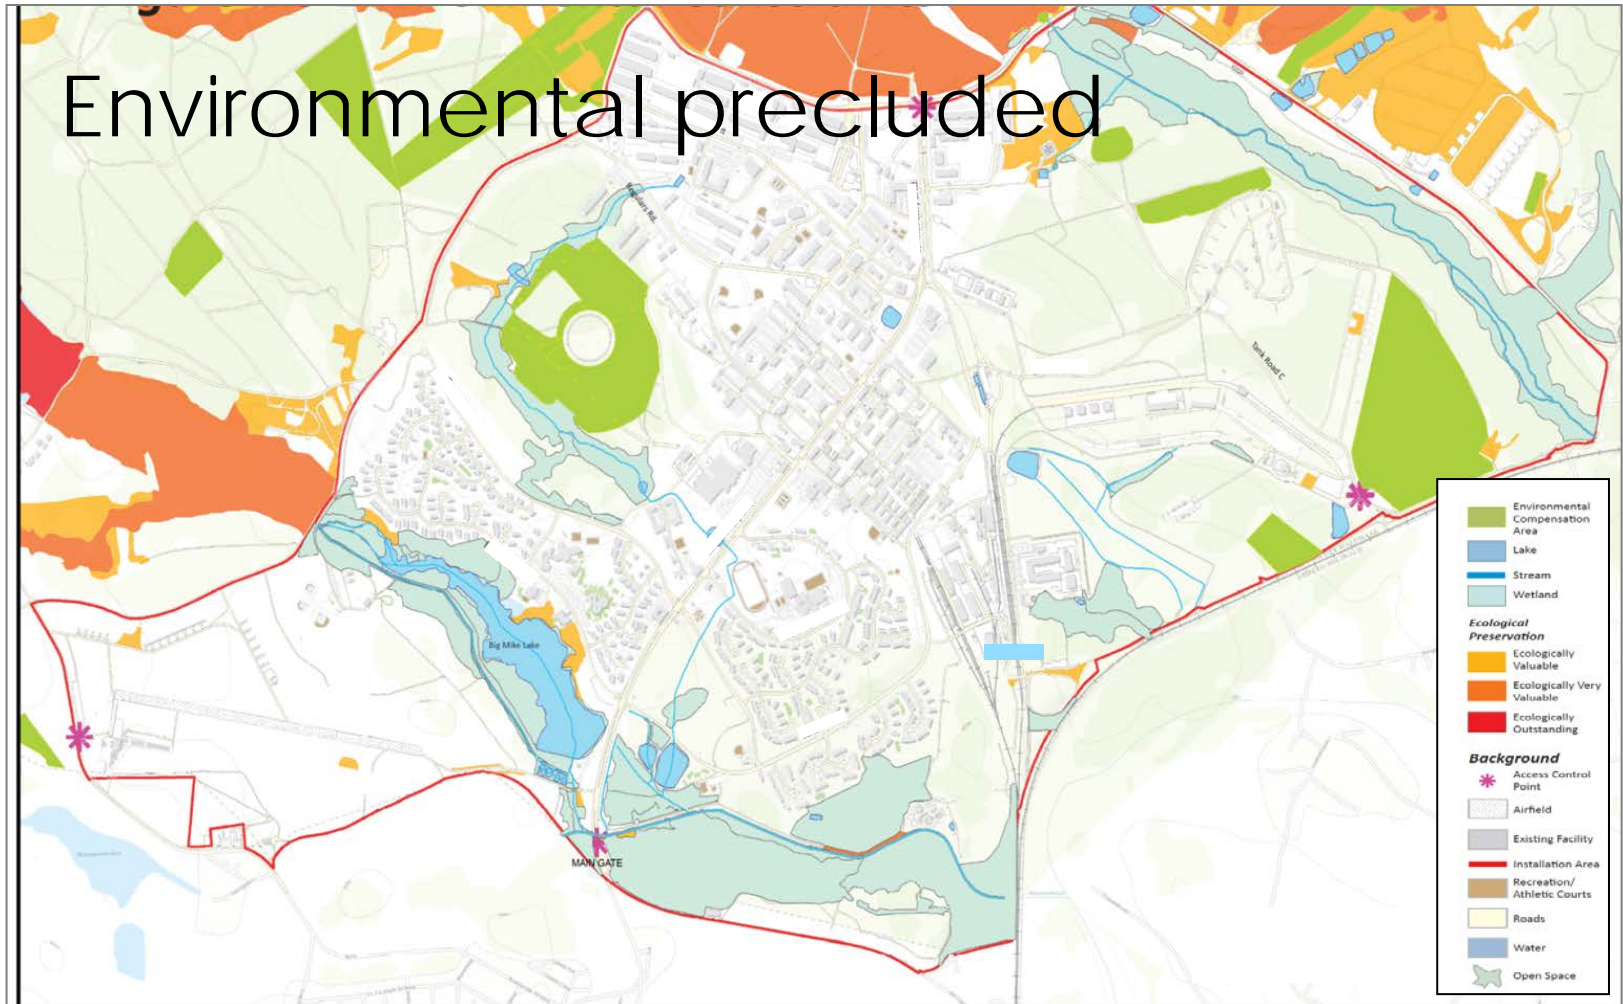 Environmental precluded
Regulars Rd.
Tank Road C
Big Mike Lake
MAIN GATE
Environmental
Compensation
Area
Lake
Stream
Wetland
Ecological
Preservation
Ecologically
Valuable
Ecologically Very
Valuable
Ecologically
Outstanding
Background
Access Control
Point
Airfield
Existing Facility
Installation Area
Recreation/
Athletic Courts
Roads
Water
Open Space